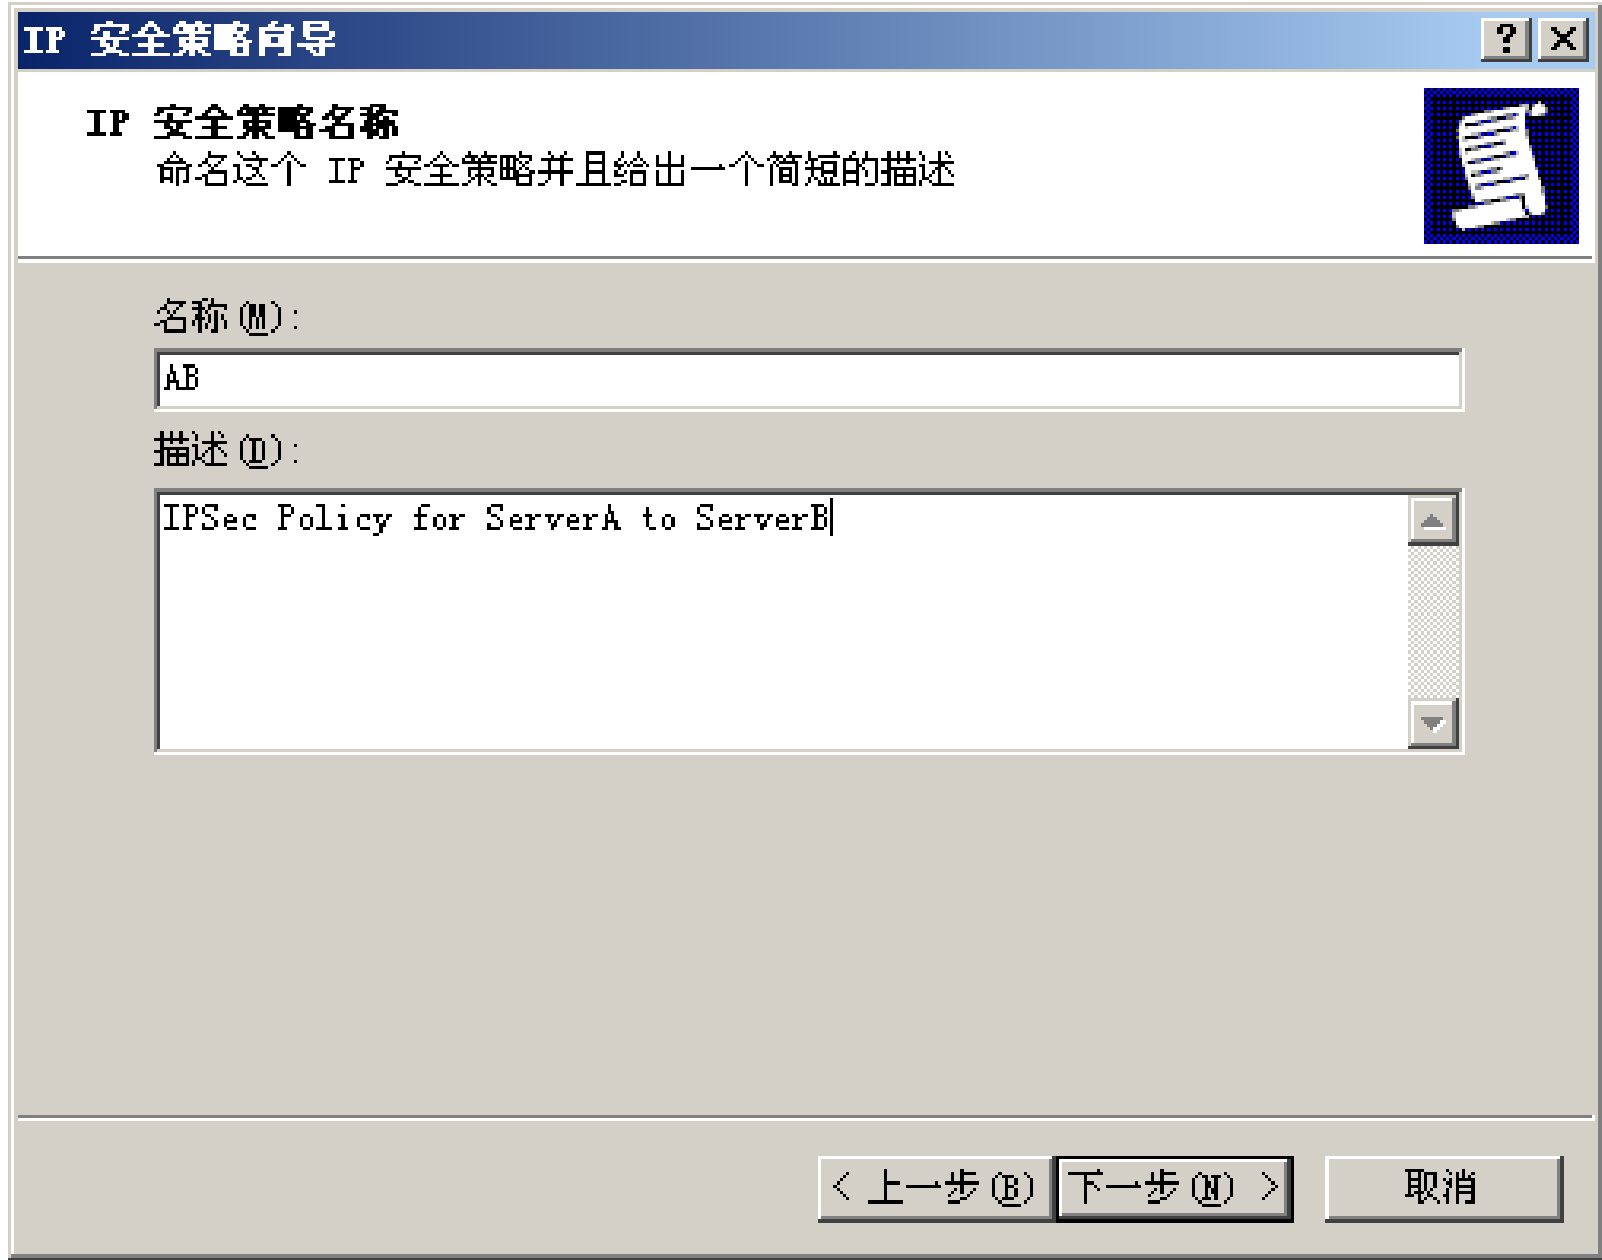 IP 安全策略向导
IP 安全策略名称
命名这个 IP 安全策略并且给出一个简短的描述
名称(M):
AB
描述(D):
IPSec Policy for ServerA to ServerB
< 上一步(B) 下一步(N) > 取消